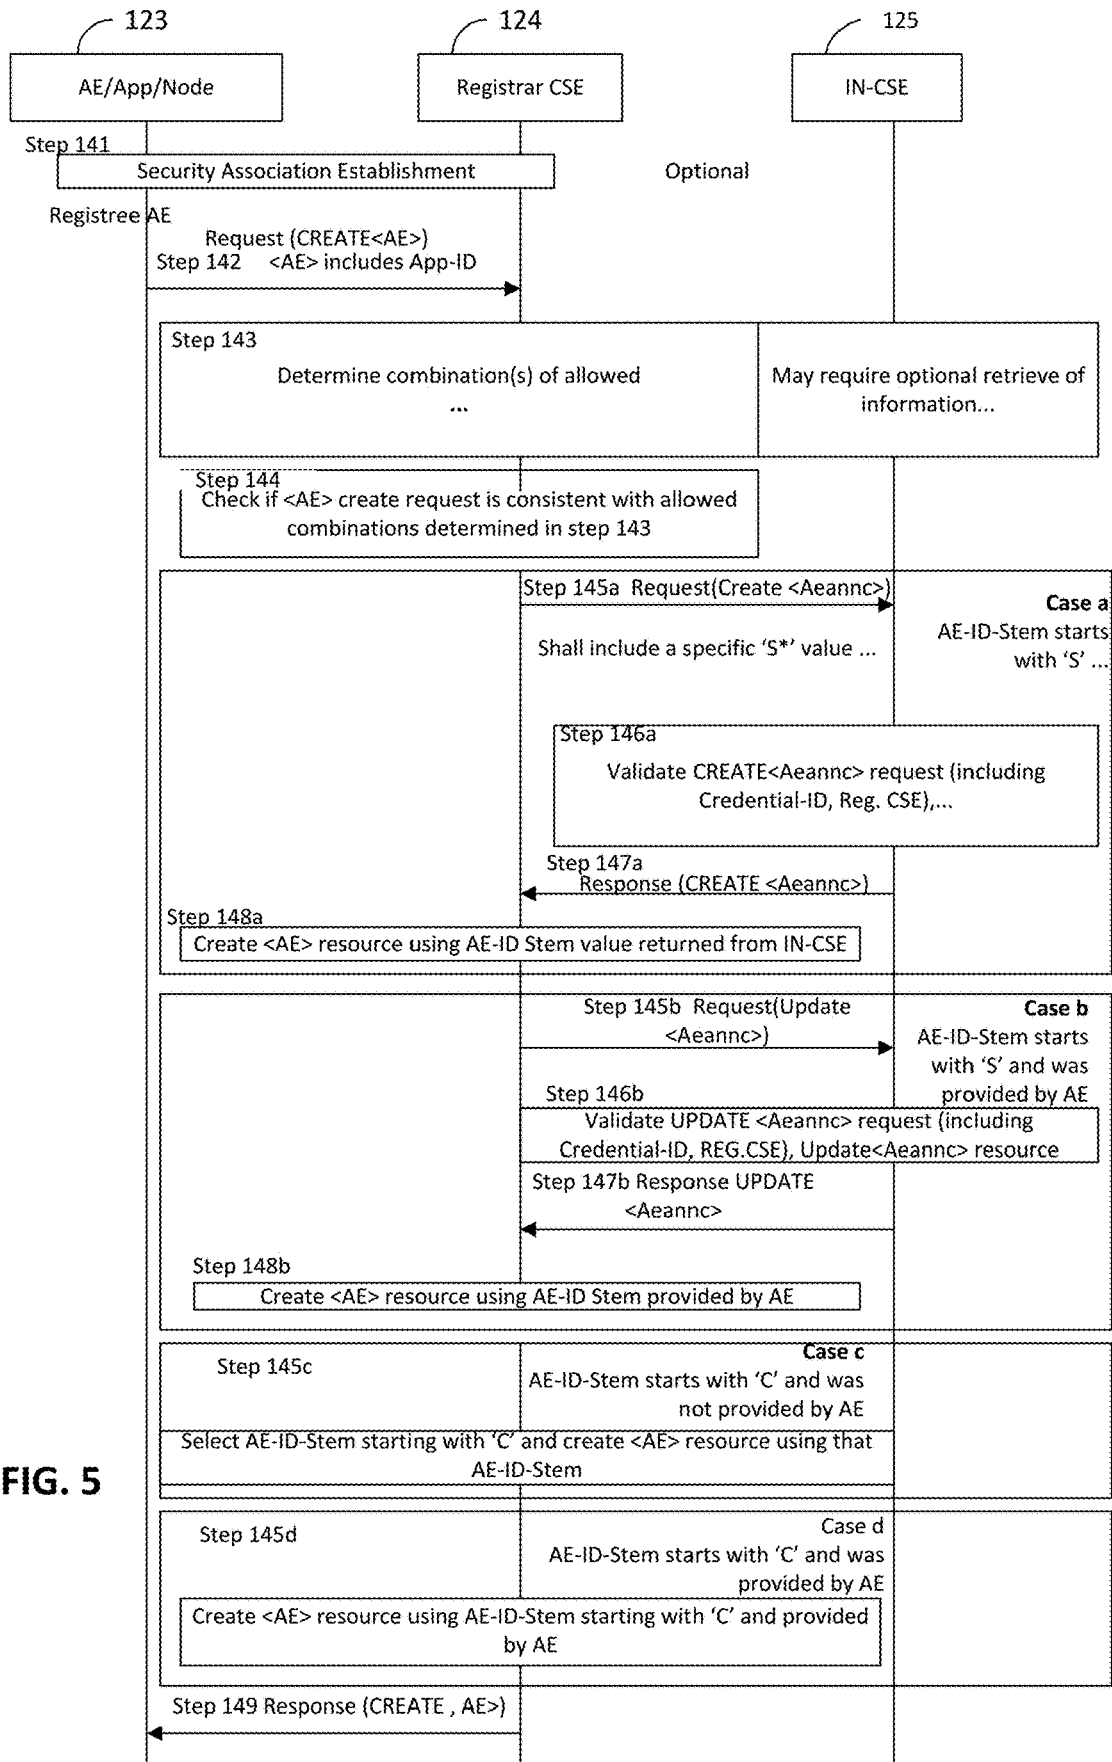 123
124
125
AE/App/Node
Registrar CSE
IN-CSE
Step 141
Security Association Establishment
Optional
Registree AE
Request (CREATE<AE>)
Step 142 <AE> includes App-ID
Step 143
Determine combination(s) of allowed
...
May require optional retrieve of
information...
Step 144
Check if <AE> create request is consistent with allowed
combinations determined in step 143
Step 145a Request(Create <Aeannc>)
Case a
AE-ID-Stem starts
with ‘S’ ...
Shall include a specific ‘S*’ value ...
Step 146a
Validate CREATE<Aeannc> request (including
Credential-ID, Reg. CSE),...
Step 147a
Response (CREATE <Aeannc>)
Step 148a
Create <AE> resource using AE-ID Stem value returned from IN-CSE
Step 145b Request(Update
<Aeannc>)
Case b
AE-ID-Stem starts
with ‘S’ and was
provided by AE
Step 146b
Validate UPDATE <Aeannc> request (including
Credential-ID, REG.CSE), Update<Aeannc> resource
Step 147b Response UPDATE
<Aeannc>
Step 148b
Create <AE> resource using AE-ID Stem provided by AE
Step 145c
Case c
AE-ID-Stem starts with ‘C’ and was
not provided by AE
Select AE-ID-Stem starting with ‘C’ and create <AE> resource using that
AE-ID-Stem
FIG. 5
Step 145d
Case d
AE-ID-Stem starts with ‘C’ and was
provided by AE
Create <AE> resource using AE-ID-Stem starting with ‘C’ and provided
by AE
Step 149 Response (CREATE , AE>)